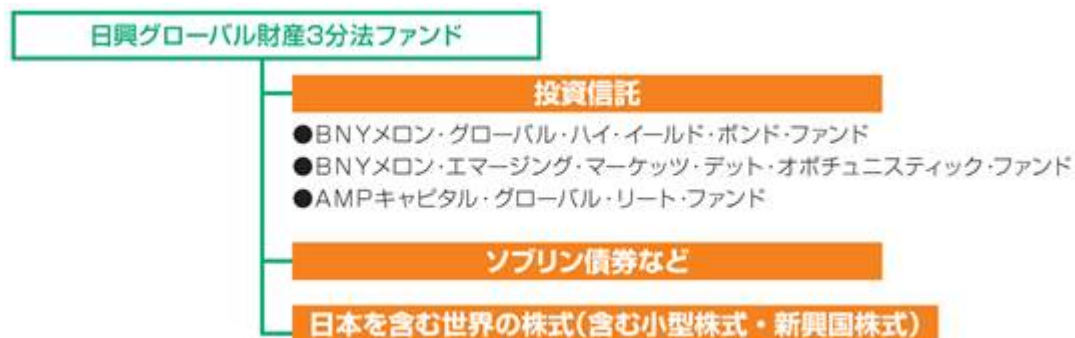 日興グローバル財産3分法ファンド
投資信託
●BNYメロン・グローバル・ハイ・イールド・ボンド・ファンド
●BNYメロン・エマージング・マーケッツ・デット・オポチュニスティック・ファンド
●AMPキャピタル・グローバル・リート・ファンド
ソブリン債券など
日本を含む世界の株式(含む小型株式・新興国株式)